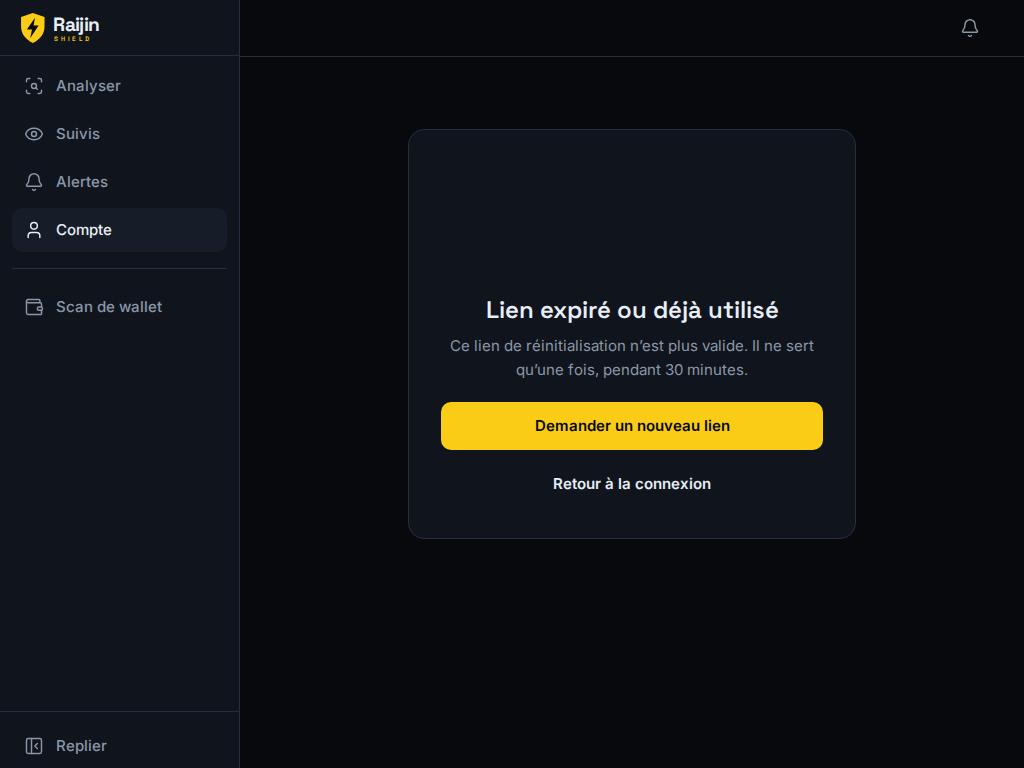 Raijin
SHIELD
Analyser
Suivis
Alertes
Compte
Scan de wallet
Replier
Lien expiré ou déjà utilisé
Ce lien de réinitialisation n’est plus valide. Il ne sert
qu’une fois, pendant 30 minutes.
Demander un nouveau lien
Retour à la connexion